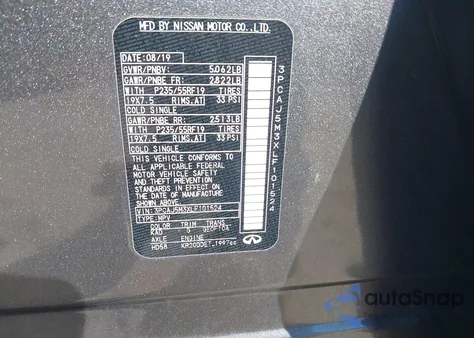 MFD BY NISSAN MOTOR CO., LTD.
DATE: 08/19
GVWR/PNBV: 5062LB
GAWR/PNBE FR: 2822LB
WITH P235/55RF19 TIRES
19X7.5 RIMS, AT 33 PSI
COLD SINGLE
GAWR/PNBE RR: 2513LB
WITH P235/55RF19 TIRES
19X7.5 RIMS, AT 33 PSI
COLD SINGLE
THIS VEHICLE CONFORMS TO
ALL APPLICABLE FEDERAL
MOTOR VEHICLE SAFETY
AND THEFT PREVENTION
STANDARDS IN EFFECT ON
THE DATE OF MANUFACTURE
SHOWN ABOVE.
VIN: 3PCAJ5M3XLF101524
TYPE: MPV
COLOR TRIM TRANS
KAD G
AXLE ENGINE
HD58 KR20DDET 1997cc
3PCAJ5M3XLF101524
autoSnap